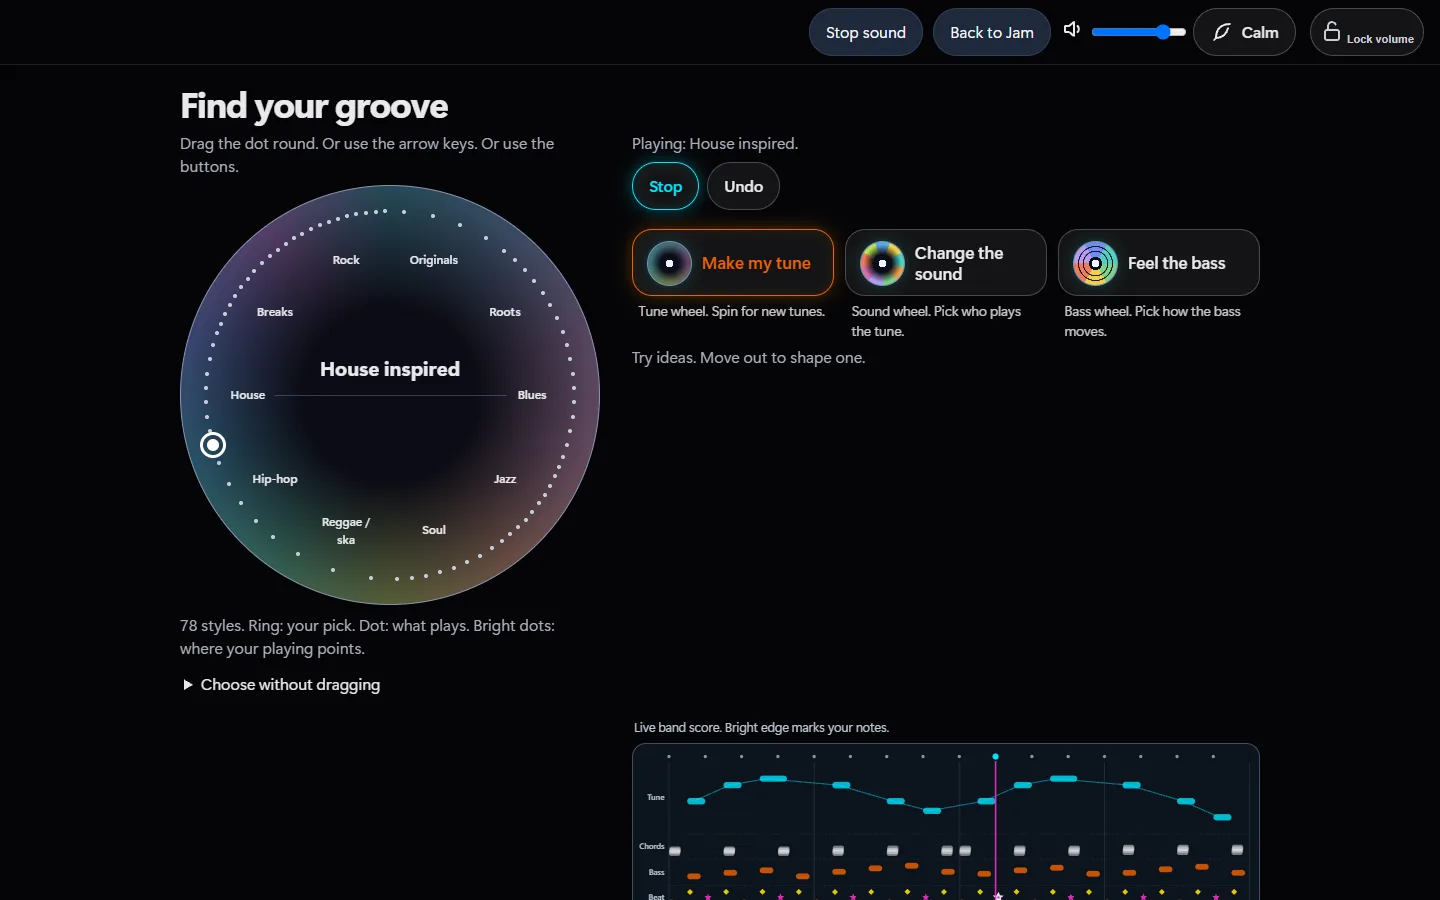 Stop sound
Back to Jam
Calm
Lock volume
Find your groove
Drag the dot round. Or use the arrow keys. Or use the
buttons.
Rock
Originals
Breaks
Roots
House inspired
House
Blues
Hip-hop
Jazz
Reggae /
ska
Soul
78 styles. Ring: your pick. Dot: what plays. Bright dots:
where your playing points.
Choose without dragging
Playing: House inspired.
Stop
Undo
Make my tune
Change the
sound
Feel the bass
Tune wheel. Spin for new tunes.
Sound wheel. Pick who plays
the tune.
Bass wheel. Pick how the bass
moves.
Try ideas. Move out to shape one.
Live band score. Bright edge marks your notes.
Tune
Chords
Bass
Beat